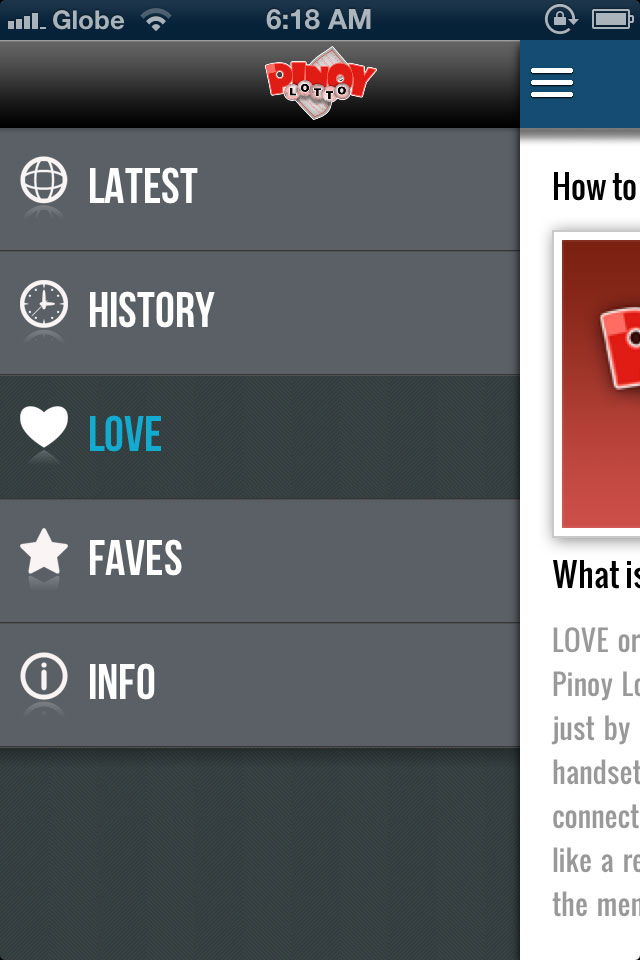 Globe 6:18 AM
PINOY
LOTTO
LATEST
HISTORY
LOVE
FAVES
INFO
How to
What is
LOVE or
Pinoy Lo
just by
handset
connect
like a re
the men